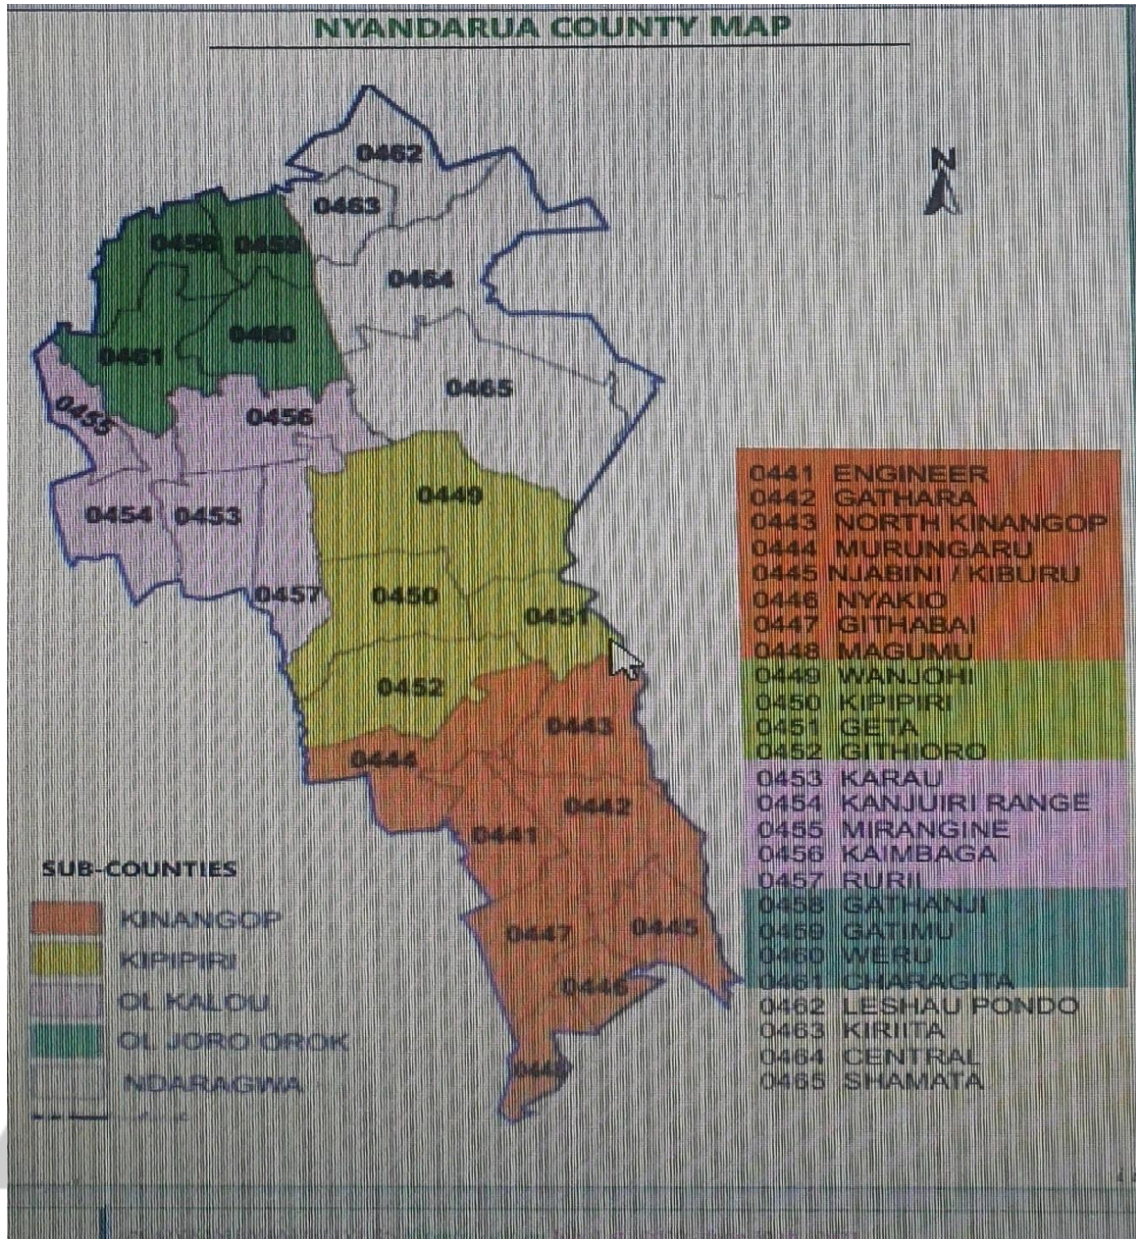 NYANDARUA COUNTY MAP
N
0462
0463
0458 0459
0464
0460
0461
0465
0455
0456
0449
0454 0453
0457
0450
0451
0452
0443
0444
0442
0441
0447
0445
0446
0448
0441 ENGINEER
0442 GATHARA
0443 NORTH KINANGOP
0444 MURUNGARU
0445 NJABINI / KIBURU
0446 NYAKIO
0447 GITHABAI
0448 MAGUMU
0449 WANJOHI
0450 KIPIPIRI
0451 GETA
0452 GITHIORO
0453 KARAU
0454 KANJUIRI RANGE
0455 MIRANGINE
0456 KAIMBAGA
0457 RURII
0458 GATHANJI
0459 GATIMU
0460 WERU
0461 CHARAGITA
0462 LESHAU PONDO
0463 KIRIITA
0464 CENTRAL
0465 SHAMATA
SUB-COUNTIES
KINANGOP
KIPIPIRI
OL KALOU
OL JORO OROK
NDARAGWA